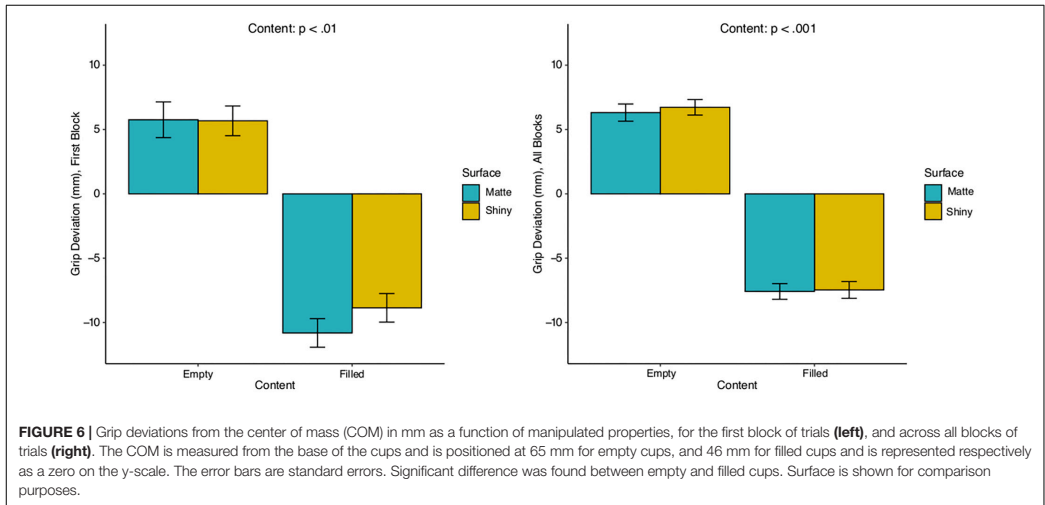 Content: p < .01
Grip Deviation (mm), First Block
10
5
0
−5
−10
Empty
Filled
Content
Surface
Matte
Shiny
Content: p < .001
Grip Deviation (mm), All Blocks
10
5
0
−5
−10
Empty
Filled
Content
Surface
Matte
Shiny
FIGURE 6 | Grip deviations from the center of mass (COM) in mm as a function of manipulated properties, for the first block of trials (left), and across all blocks of
trials (right). The COM is measured from the base of the cups and is positioned at 65 mm for empty cups, and 46 mm for filled cups and is represented respectively
as a zero on the y-scale. The error bars are standard errors. Significant difference was found between empty and filled cups. Surface is shown for comparison
purposes.